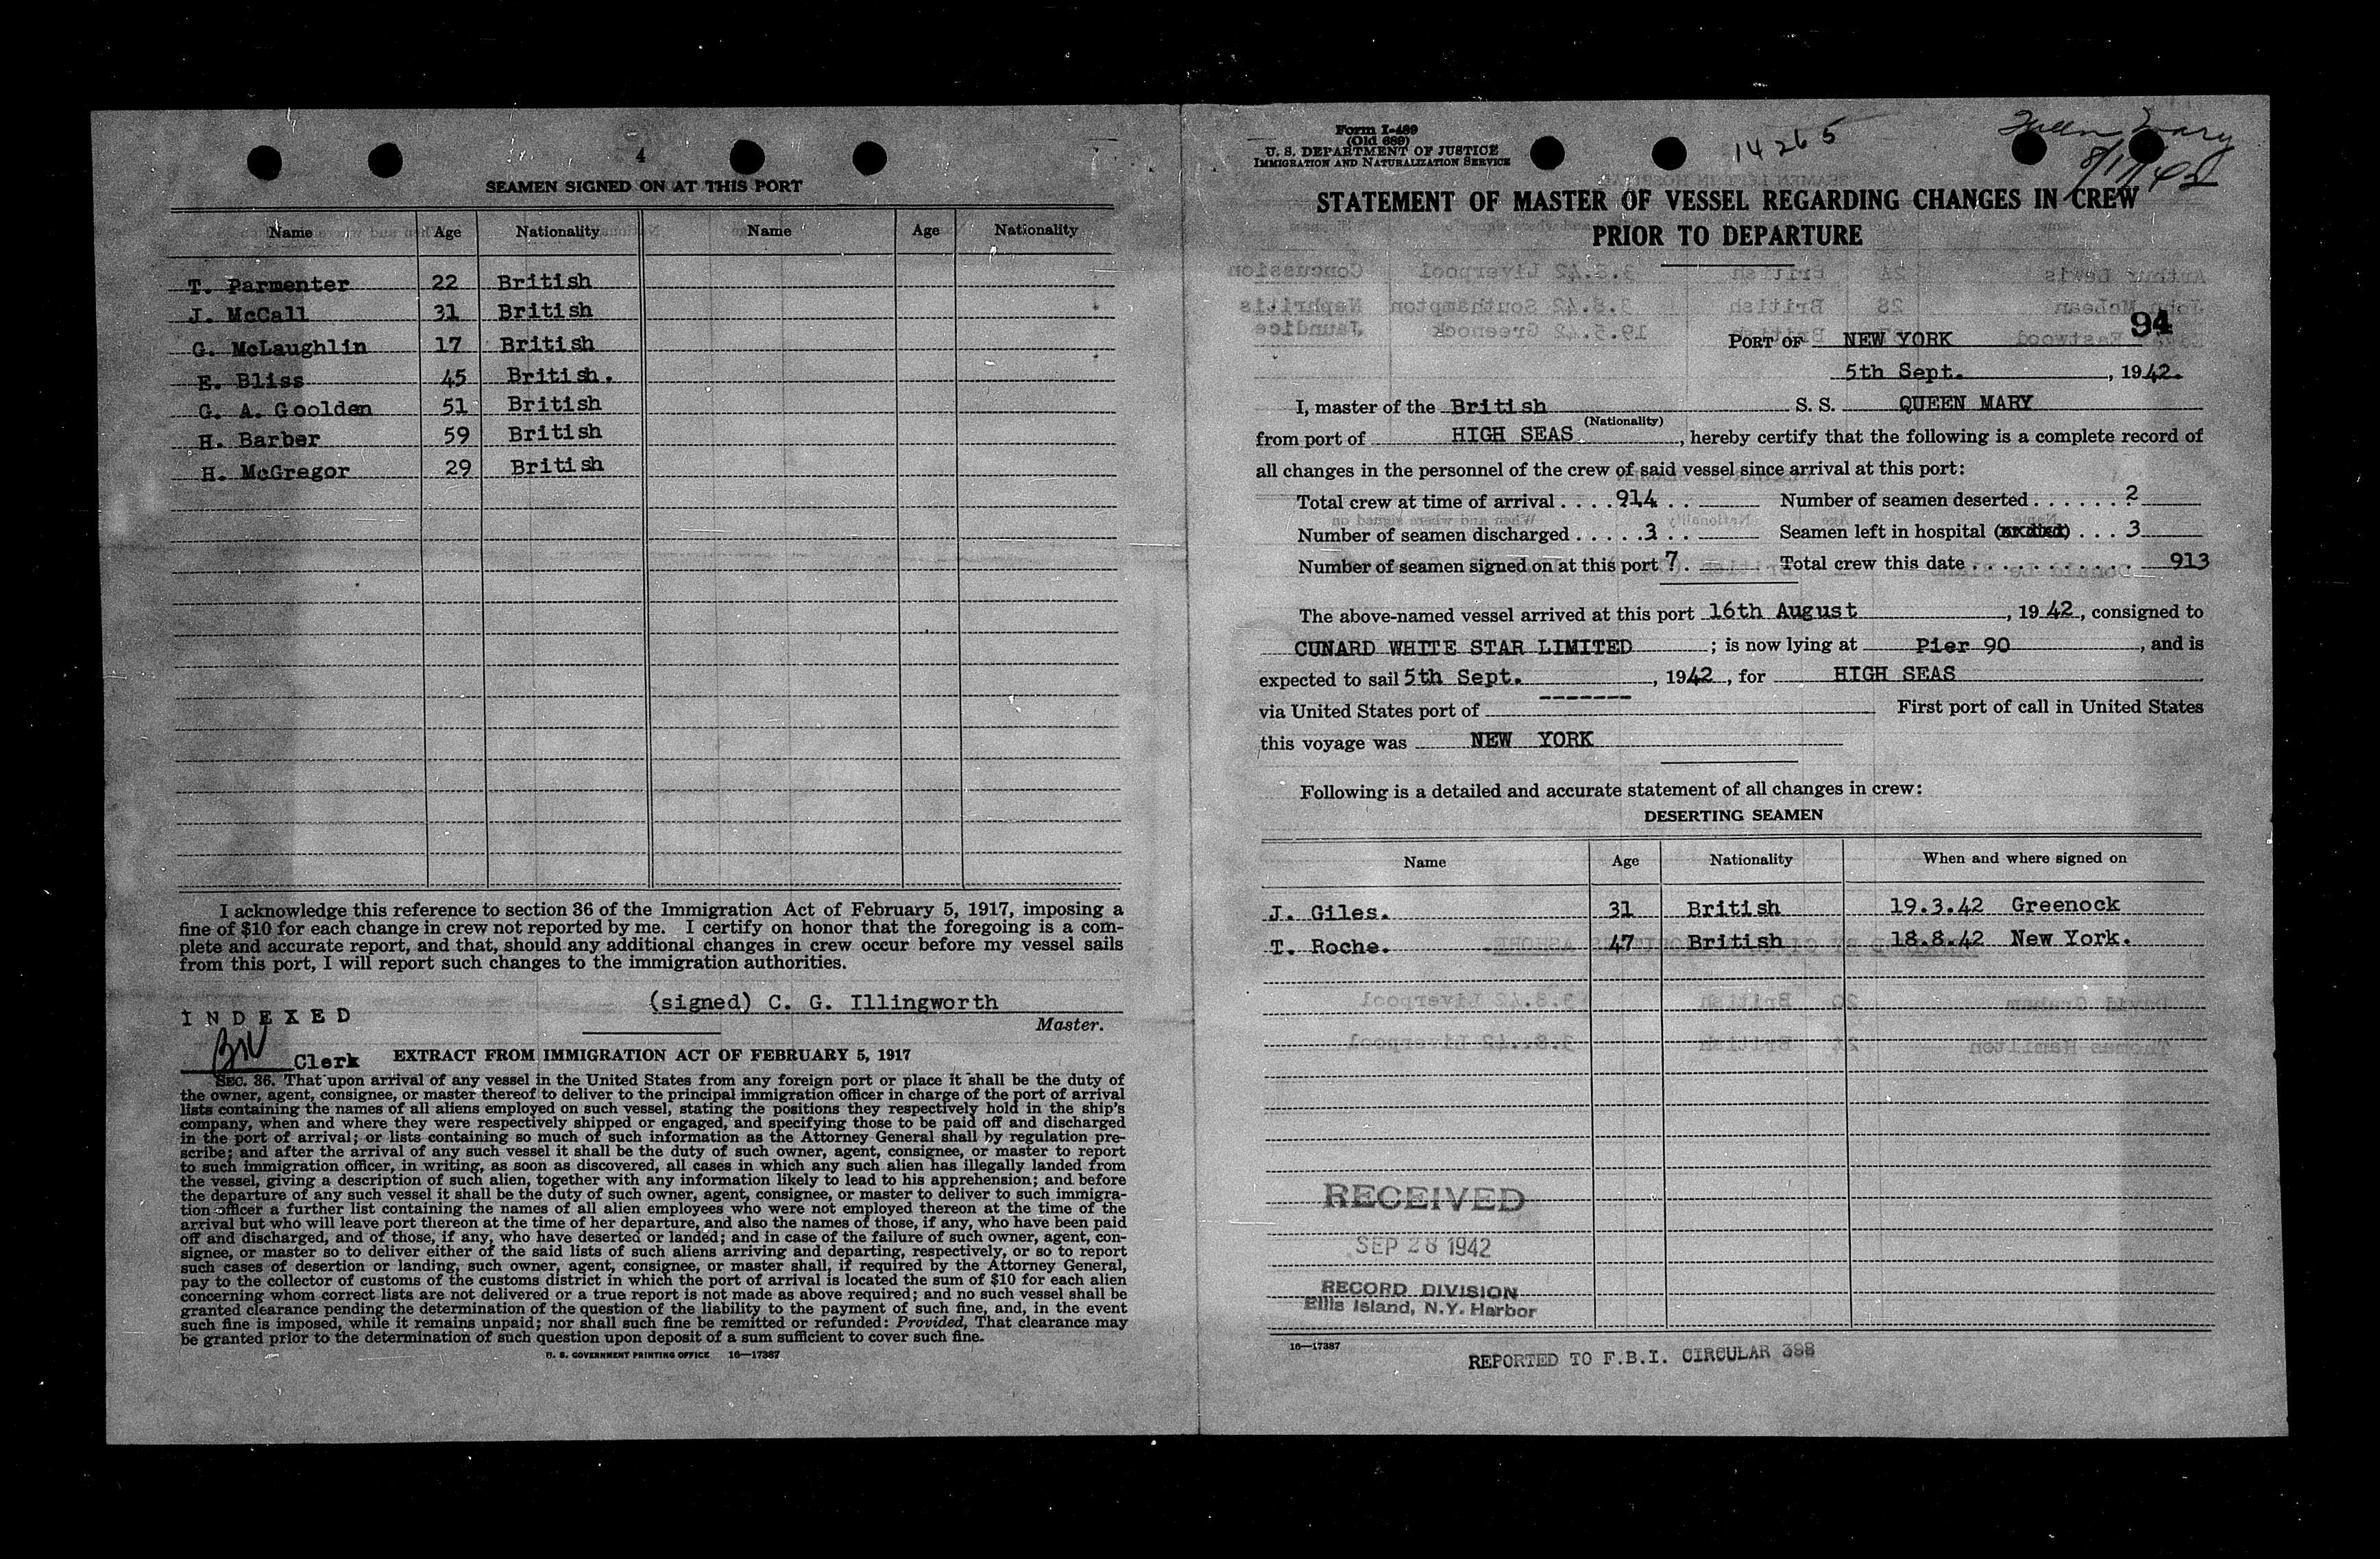 4
SEAMEN SIGNED ON AT THIS PORT
Name Age Nationality Name Age Nationality
T. Parmenter 22 British
J. McCall 31 British
G. McLaughlin 17 British
E. Bliss 45 British.
G. A. Goolden 51 British
H. Barber 59 British
H. McGregor 29 British
I acknowledge this reference to section 36 of the Immigration Act of February 5, 1917, imposing a
fine of $10 for each change in crew not reported by me. I certify on honor that the foregoing is a com-
plete and accurate report, and that, should any additional changes in crew occur before my vessel sails
from this port, I will report such changes to the immigration authorities.
(signed) C. G. Illingworth
Master.
INDEXED
Clerk
EXTRACT FROM IMMIGRATION ACT OF FEBRUARY 5, 1917
SEC. 36. That upon arrival of any vessel in the United States from any foreign port or place it shall be the duty of
the owner, agent, consignee, or master thereof to deliver to the principal immigration officer in charge of the port of arrival
lists containing the names of all aliens employed on such vessel, stating the positions they respectively hold in the ship's
company, when and where they were respectively shipped or engaged, and specifying those to be paid off and discharged
in the port of arrival; or lists containing so much of such information as the Attorney General shall by regulation pre-
scribe; and after the arrival of any such vessel it shall be the duty of such owner, agent, consignee, or master to report
to such immigration officer, in writing, as soon as discovered, all cases in which any such alien has illegally landed from
the vessel, giving a description of such alien, together with any information likely to lead to his apprehension; and before
the departure of any such vessel it shall be the duty of such owner, agent, consignee, or master to deliver to such immigra-
tion officer a further list containing the names of all alien employees who were not employed thereon at the time of the
arrival but who will leave port thereon at the time of her departure, and also the names of those, if any, who have been paid
off and discharged, and of those, if any, who have deserted or landed; and in case of the failure of such owner, agent, con-
signee, or master so to deliver either of the said lists of such aliens arriving and departing, respectively, or so to report
such cases of desertion or landing, such owner, agent, consignee, or master shall, if required by the Attorney General,
pay to the collector of customs of the customs district in which the port of arrival is located the sum of $10 for each alien
concerning whom correct lists are not delivered or a true report is not made as above required; and no such vessel shall be
granted clearance pending the determination of the question of the liability to the payment of such fine, and, in the event
such fine is imposed, while it remains unpaid; nor shall such fine be remitted or refunded: Provided, That clearance may
be granted prior to the determination of such question upon deposit of a sum sufficient to cover such fine.
U. S. GOVERNMENT PRINTING OFFICE 16—17387
Form I-489
(Old 689)
U. S. DEPARTMENT OF JUSTICE
IMMIGRATION AND NATURALIZATION SERVICE
14265
Queen Mary
STATEMENT OF MASTER OF VESSEL REGARDING CHANGES IN CREW
PRIOR TO DEPARTURE
94
PORT OF NEW YORK
5th Sept. , 1942.
I, master of the British S. S. QUEEN MARY
(Nationality)
from port of HIGH SEAS , hereby certify that the following is a complete record of
all changes in the personnel of the crew of said vessel since arrival at this port:
Total crew at time of arrival . . . . 914 . . Number of seamen deserted . . . . . . 2
Number of seamen discharged . . . . . 3 . . Seamen left in hospital (or died) . . . 3
Number of seamen signed on at this port 7 . Total crew this date . . . . . . . . . . . 913
The above-named vessel arrived at this port 16th August , 19 42 , consigned to
CUNARD WHITE STAR LIMITED ; is now lying at Pier 90 , and is
expected to sail 5th Sept. , 1942 , for HIGH SEAS
via United States port of ------- First port of call in United States
this voyage was NEW YORK
Following is a detailed and accurate statement of all changes in crew:
DESERTING SEAMEN
Name Age Nationality When and where signed on
J. Giles. 31 British 19.3.42 Greenock
T. Roche. 47 British 18.8.42 New York.
RECEIVED
SEP 28 1942
RECORD DIVISION
Ellis Island, N.Y. Harbor
16—17387
REPORTED TO F.B.I. CIRCULAR 388